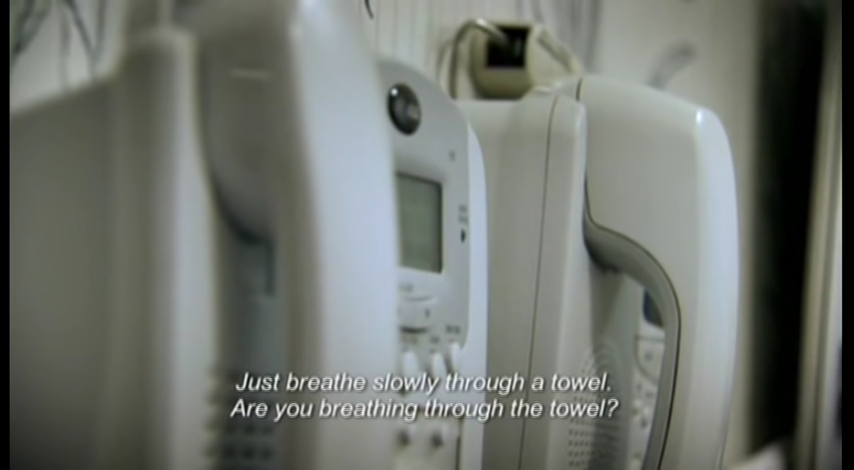 Just breathe slowly through a towel.
Are you breathing through the towel?